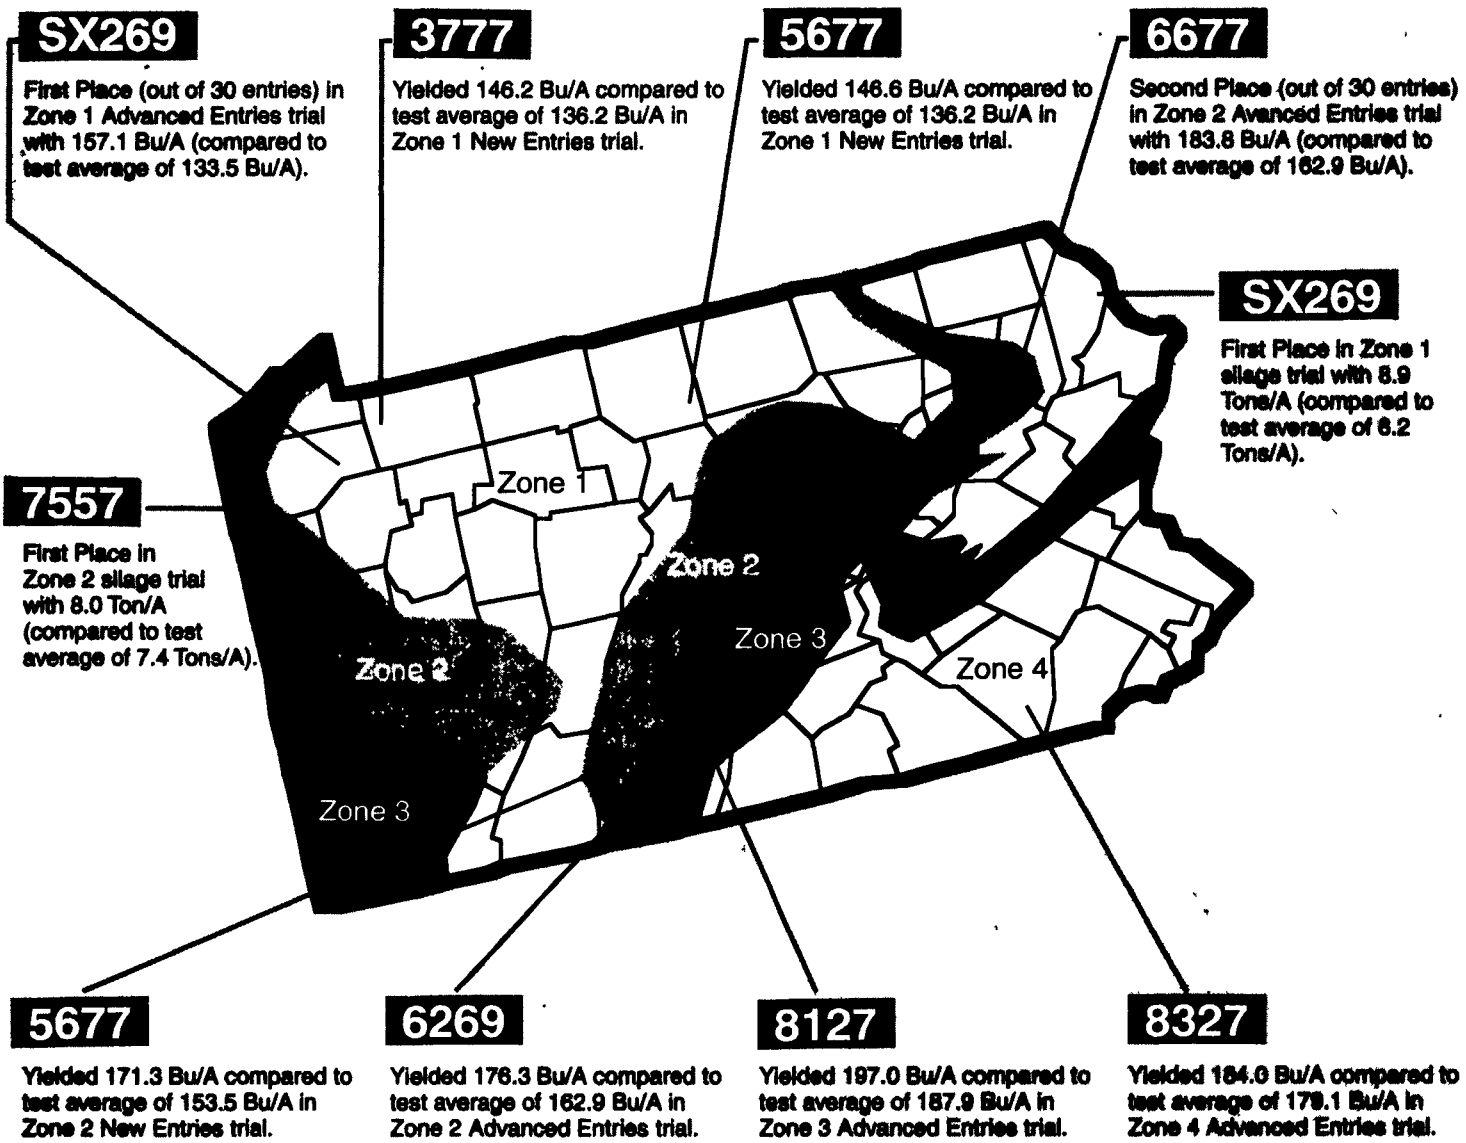 SX269
First Place (out of 30 entries) in
Zone 1 Advanced Entries trial
with 157.1 Bu/A (compared to
test average of 133.5 Bu/A).
3777
Yielded 146.2 Bu/A compared to
test average of 136.2 Bu/A in
Zone 1 New Entries trial.
5677
Yielded 146.6 Bu/A compared to
test average of 136.2 Bu/A in
Zone 1 New Entries trial.
6677
Second Place (out of 30 entries)
in Zone 2 Avanced Entries trial
with 183.8 Bu/A (compared to
test average of 162.9 Bu/A).
SX269
First Place in Zone 1
silage trial with 8.9
Tons/A (compared to
test average of 6.2
Tons/A).
7557
First Place in
Zone 2 silage trial
with 8.0 Ton/A
(compared to test
average of 7.4 Tons/A).
Zone 1
Zone 2
Zone 3
Zone 2
Zone 4
Zone 3
5677
Yielded 171.3 Bu/A compared to
test average of 153.5 Bu/A in
Zone 2 New Entries trial.
6269
Yielded 176.3 Bu/A compared to
test average of 162.9 Bu/A in
Zone 2 Advanced Entries trial.
8127
Yielded 197.0 Bu/A compared to
test average of 187.9 Bu/A in
Zone 3 Advanced Entries trial.
8327
Yielded 184.0 Bu/A compared to
test average of 179.1 Bu/A in
Zone 4 Advanced Entries trial.